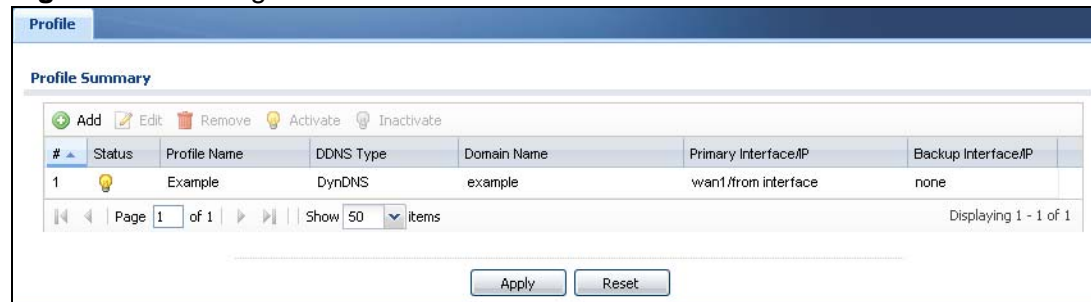 Profile
Profile Summary
Add Edit Remove Activate Inactivate
# Status Profile Name DDNS Type Domain Name Primary Interface/IP Backup Interface/IP
1 Example DynDNS example wan1/from interface none
Page 1 of 1 Show 50 items Displaying 1 - 1 of 1
Apply Reset